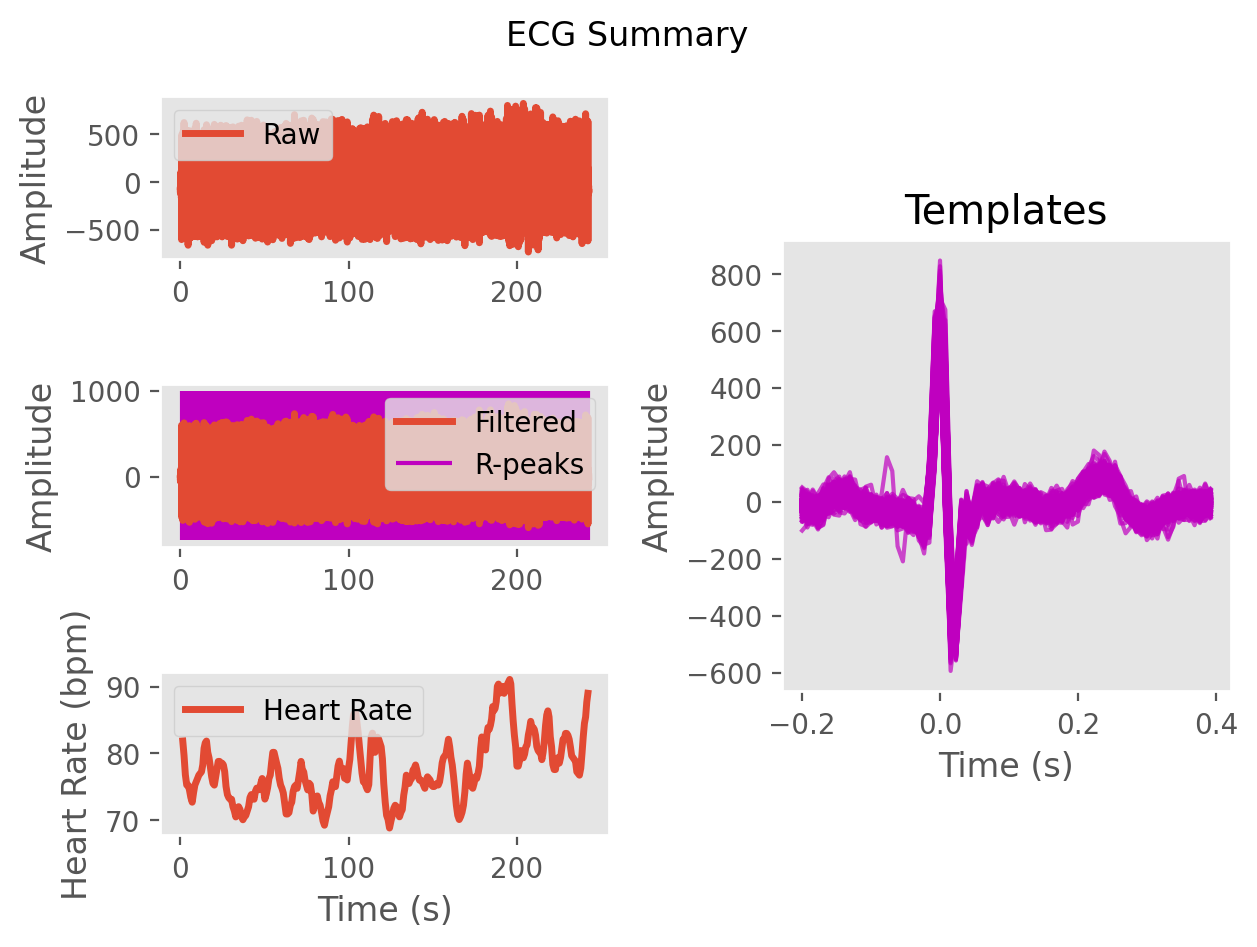 ECG Summary
Amplitude
500
0
−500
Raw
0
100
200
Amplitude
1000
0
Filtered
R-peaks
0
100
200
Heart Rate (bpm)
90
80
70
Heart Rate
0
100
200
Time (s)
Templates
Amplitude
800
600
400
200
0
−200
−400
−600
−0.2
0.0
0.2
0.4
Time (s)